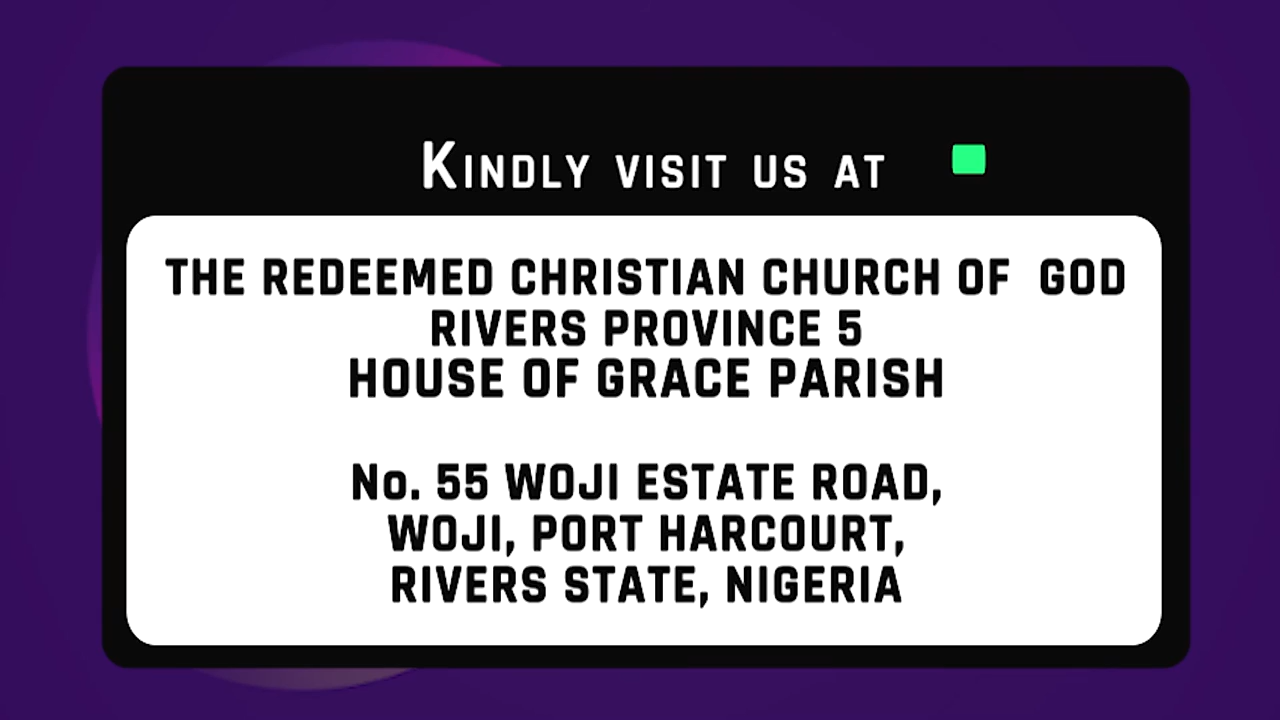 Kindly visit us at
THE REDEEMED CHRISTIAN CHURCH OF GOD
RIVERS PROVINCE 5
HOUSE OF GRACE PARISH
No. 55 WOJI ESTATE ROAD,
WOJI, PORT HARCOURT,
RIVERS STATE, NIGERIA